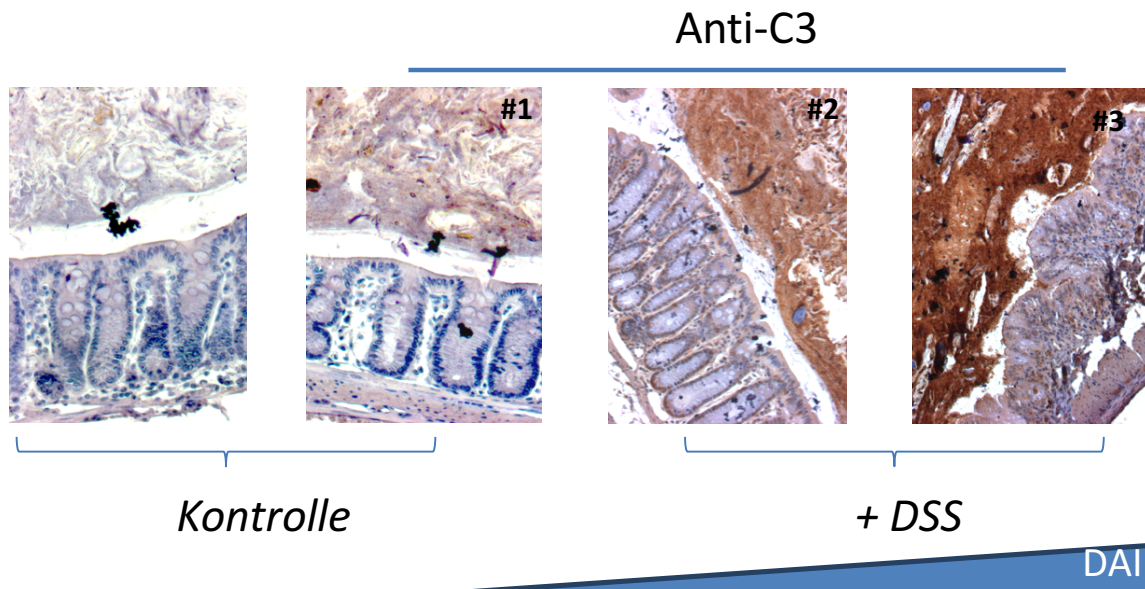 Anti-C3
#1
#2
#3
Kontrolle
+ DSS
DAI